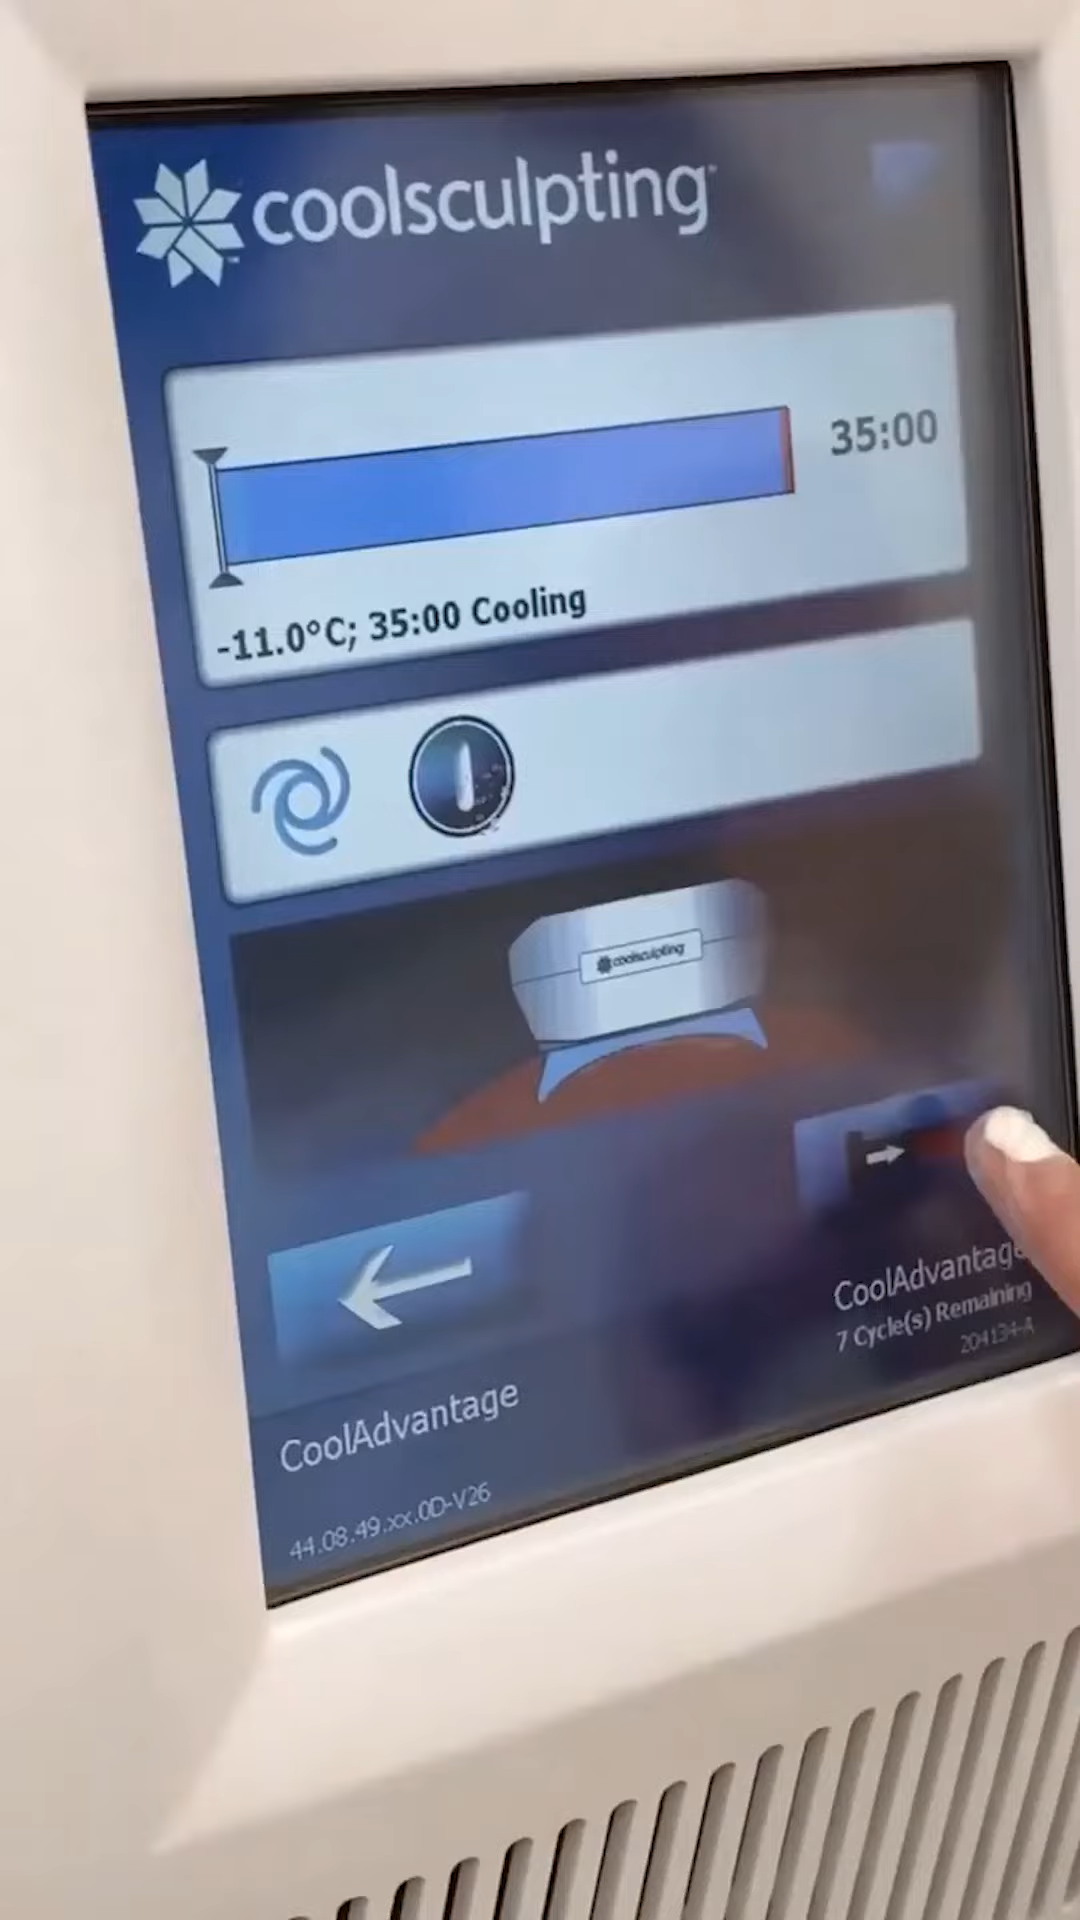 coolsculpting
35:00
-11.0°C; 35:00 Cooling
coolsculpting
CoolAdvantage
7 Cycle(s) Remaining
204134-A
CoolAdvantage
44.08.49.xx.0D-V26